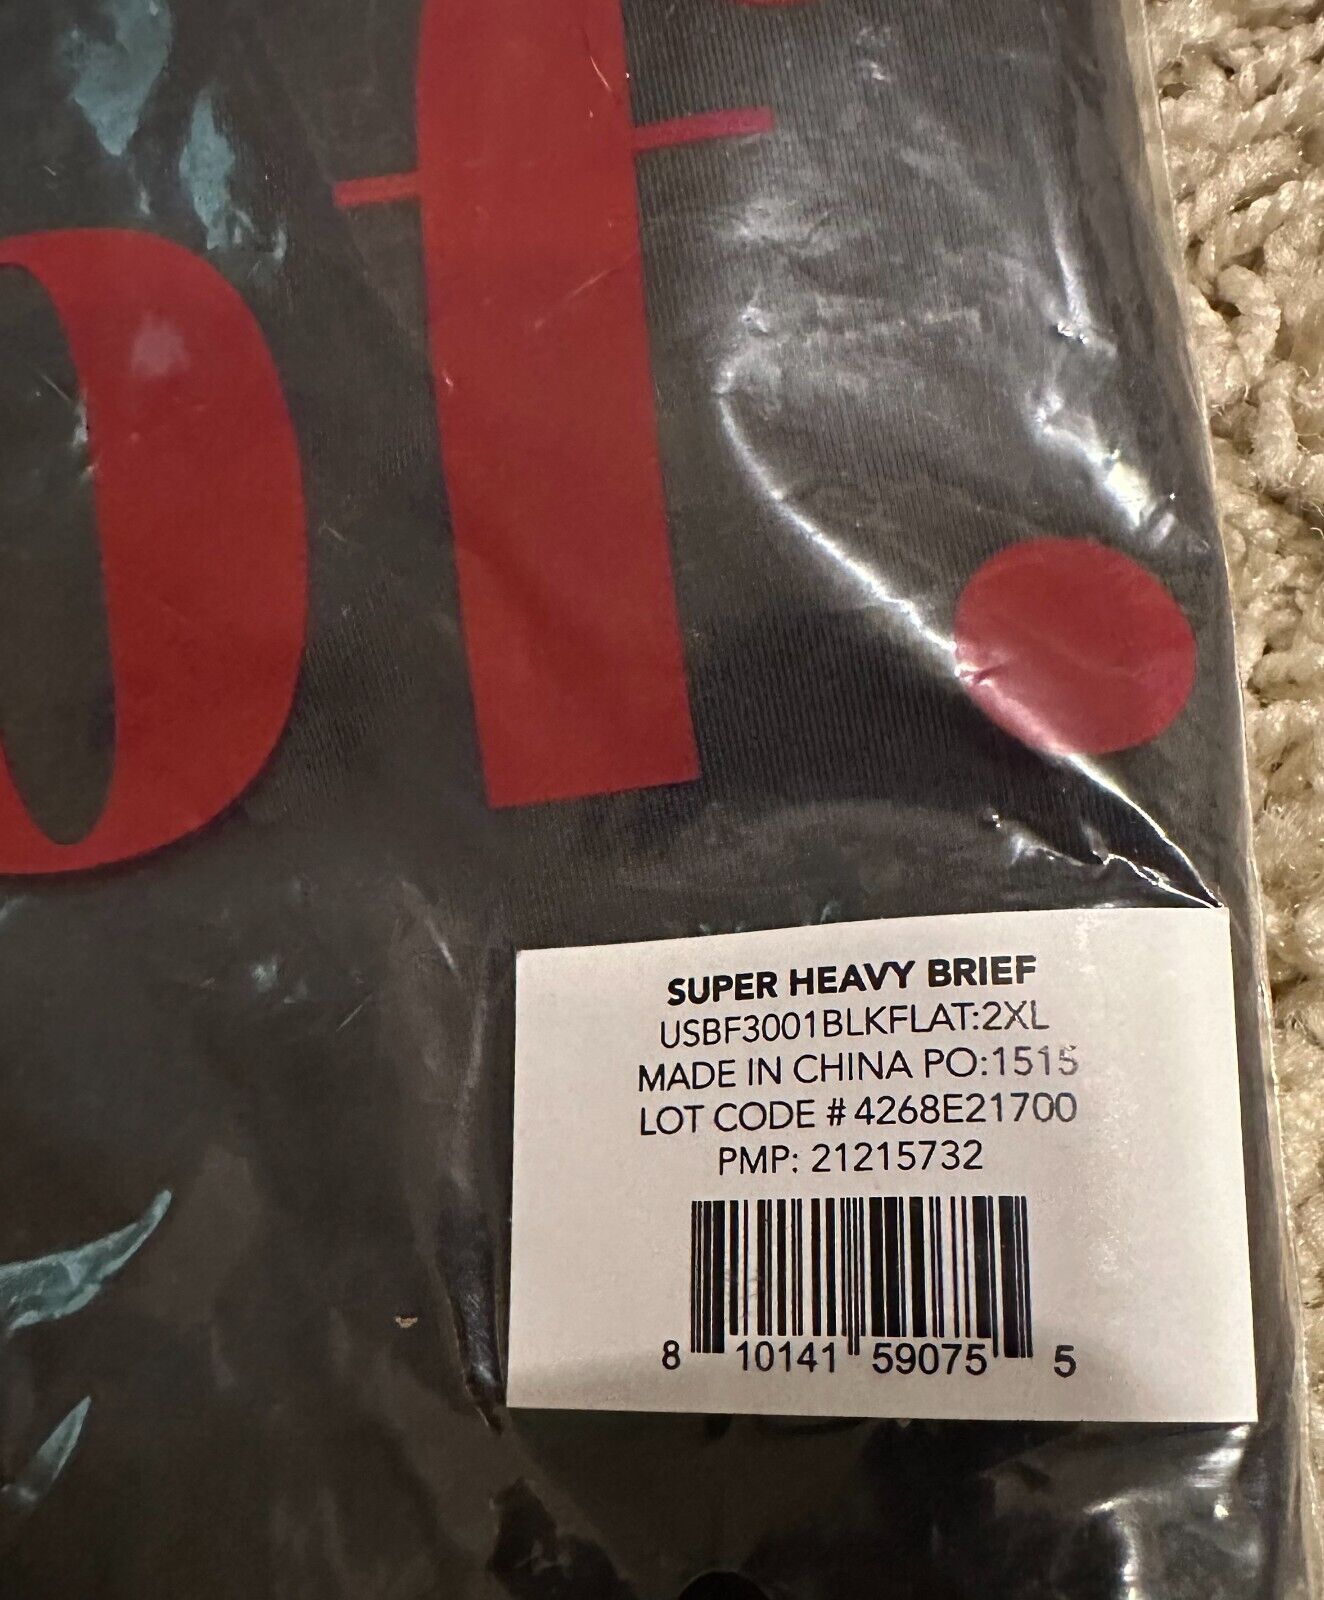 of.
SUPER HEAVY BRIEF
USBF3001BLKFLAT:2XL
MADE IN CHINA PO:1515
LOT CODE # 4268E21700
PMP: 21215732
8 10141 59075 5